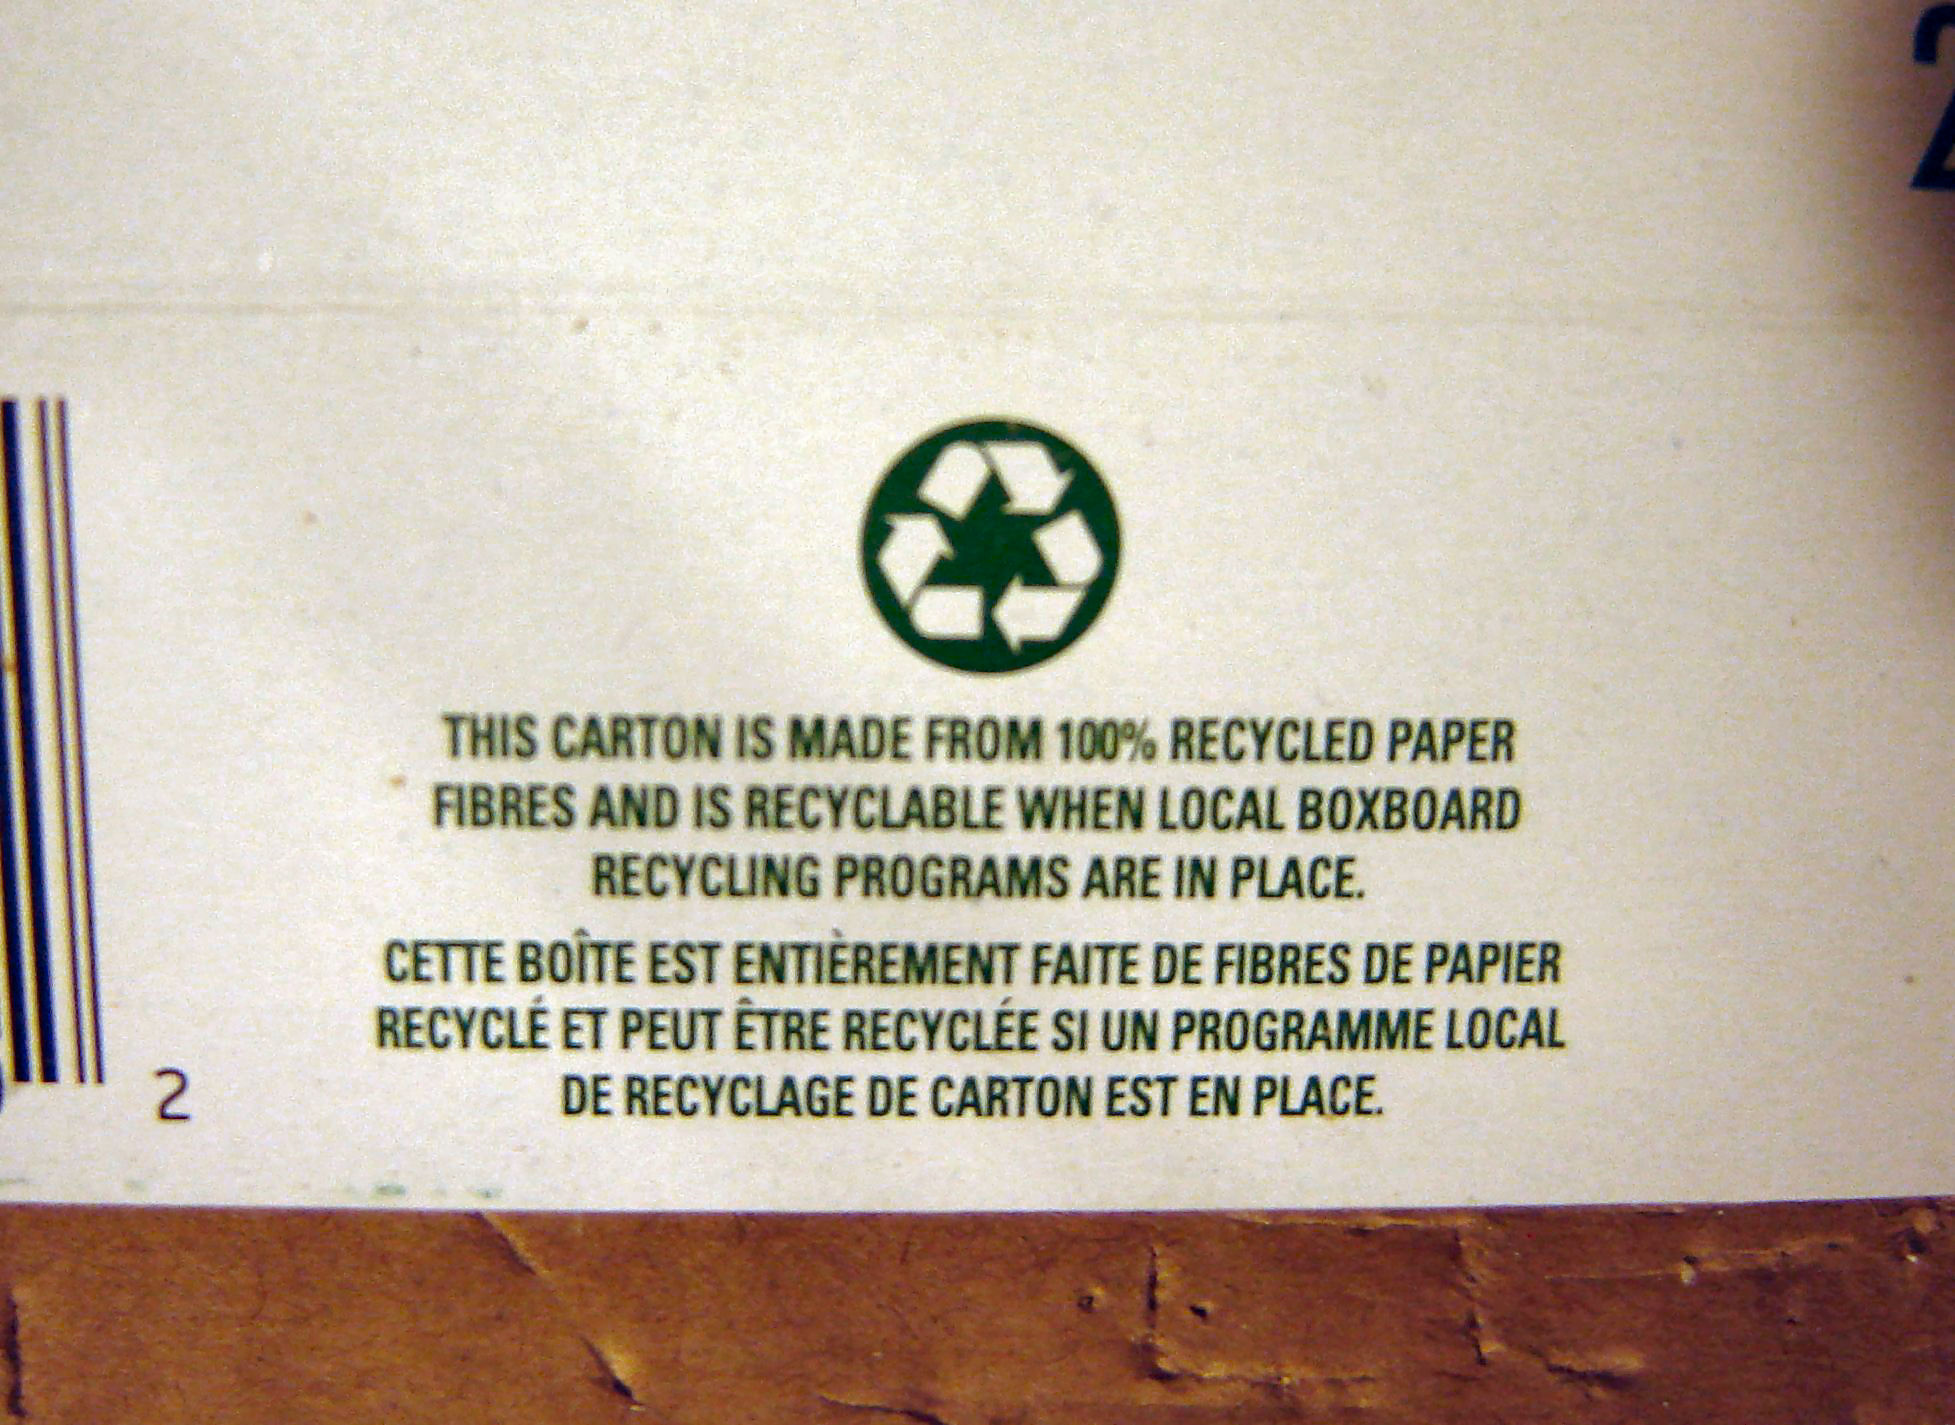 THIS CARTON IS MADE FROM 100% RECYCLED PAPER
FIBRES AND IS RECYCLABLE WHEN LOCAL BOXBOARD
RECYCLING PROGRAMS ARE IN PLACE.
CETTE BOÎTE EST ENTIÈREMENT FAITE DE FIBRES DE PAPIER
RECYCLÉ ET PEUT ÊTRE RECYCLÉE SI UN PROGRAMME LOCAL
DE RECYCLAGE DE CARTON EST EN PLACE.
2